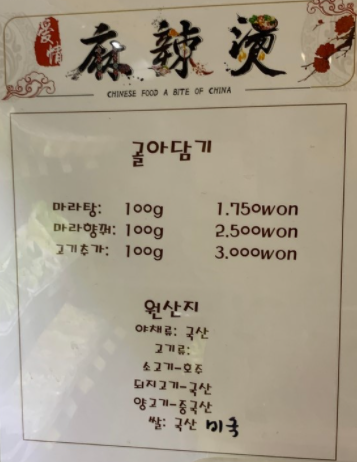 爱情
麻辣烫
CHINESE FOOD A BITE OF CHINA
골아담기
마라탕: 100g 1.750won
마라향꿔: 100g 2.500won
고기추가: 100g 3.000won
원산지
야채류: 국산
고기류:
소고기-호주
돼지고기-국산
양고기-중국산
쌀: 국산 미국